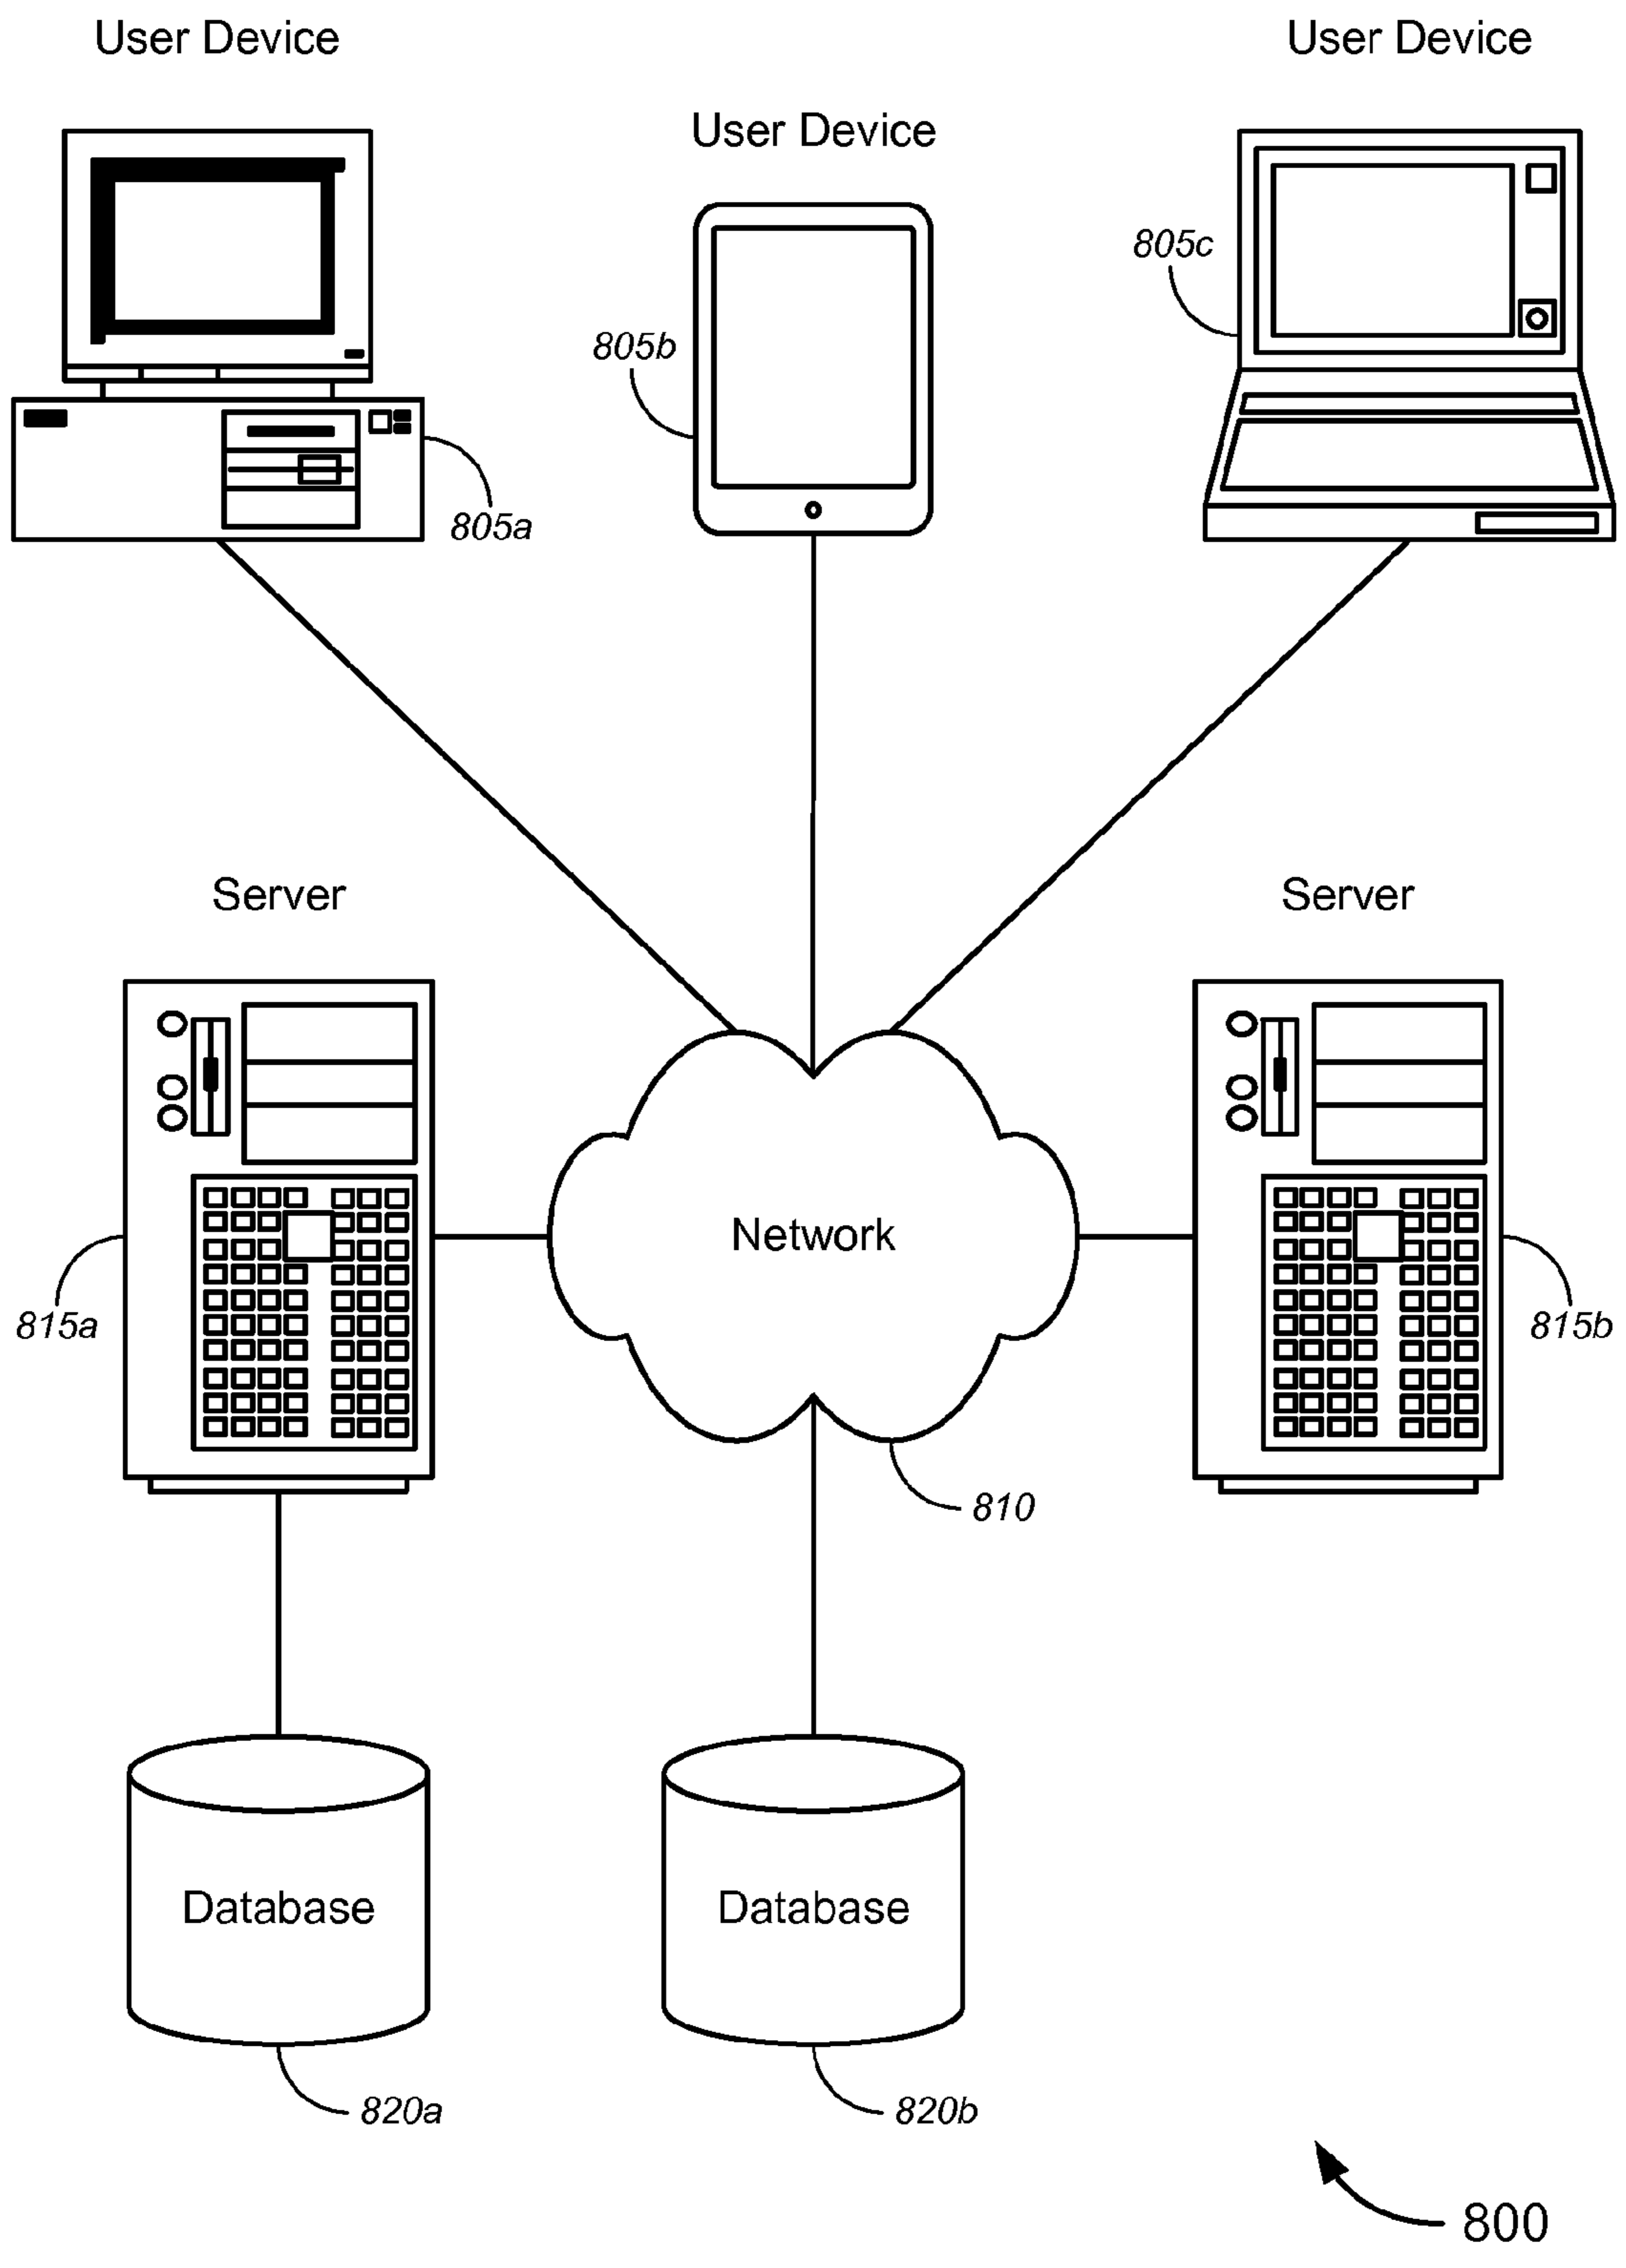 User Device
User Device
User Device
805c
805b
805a
Server
Server
Network
815a
815b
810
Database
Database
820a
820b
800